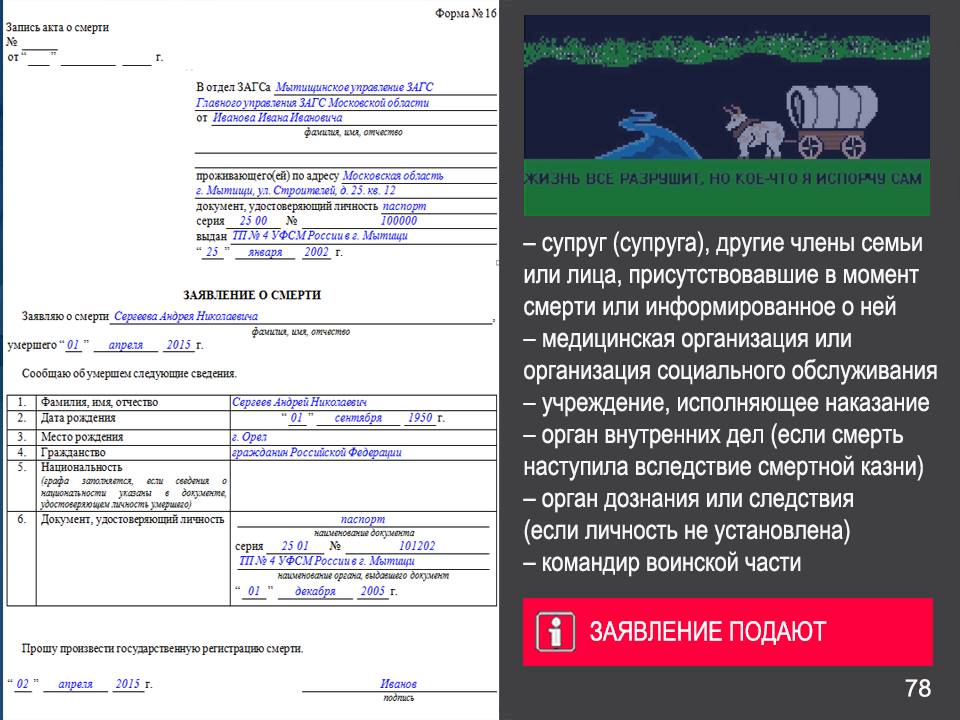 Форма № 16
Запись акта о смерти
№ ______
от “____” __________ _____ г.
В отдел ЗАГСа Мытищинское управление ЗАГС
Главного управления ЗАГС Московской области
от Иванова Ивана Ивановича
фамилия, имя, отчество
проживающего(ей) по адресу Московская область
г. Мытищи, ул. Строителей, д. 25. кв. 12
документ, удостоверяющий личность паспорт
серия 25 00 № 100000
выдан ТП № 4 УФСМ России в г. Мытищи
“ 25 ” января 2002 г.
ЗАЯВЛЕНИЕ О СМЕРТИ
Заявляю о смерти Сергеева Андрея Николаевича ,
фамилия, имя, отчество
умершего “ 01 ” апреля 2015 г.
Сообщаю об умершем следующие сведения.
1. Фамилия, имя, отчество Сергеев Андрей Николаевич
2. Дата рождения “ 01 ” сентября 1950 г.
3. Место рождения г. Орел
4. Гражданство гражданин Российской Федерации
5. Национальность
(графа заполняется, если сведения о
национальности указаны в документе,
удостоверяющем личность умершего)
6. Документ, удостоверяющий личность паспорт
наименование документа
серия 25 01 № 101202
ТП № 4 УФСМ России в г. Мытищи
наименование органа, выдавшего документ
“ 01 ” декабря 2005 г.
Прошу произвести государственную регистрацию смерти.
“ 02 ” апреля 2015 г. Иванов
подпись
ЖИЗНЬ ВСЕ РАЗРУШИТ, НО КОЕ-ЧТО Я ИСПОРЧУ САМ
– супруг (супруга), другие члены семьи
или лица, присутствовавшие в момент
смерти или информированное о ней
– медицинская организация или
организация социального обслуживания
– учреждение, исполняющее наказание
– орган внутренних дел (если смерть
наступила вследствие смертной казни)
– орган дознания или следствия
(если личность не установлена)
– командир воинской части
i ЗАЯВЛЕНИЕ ПОДАЮТ
78